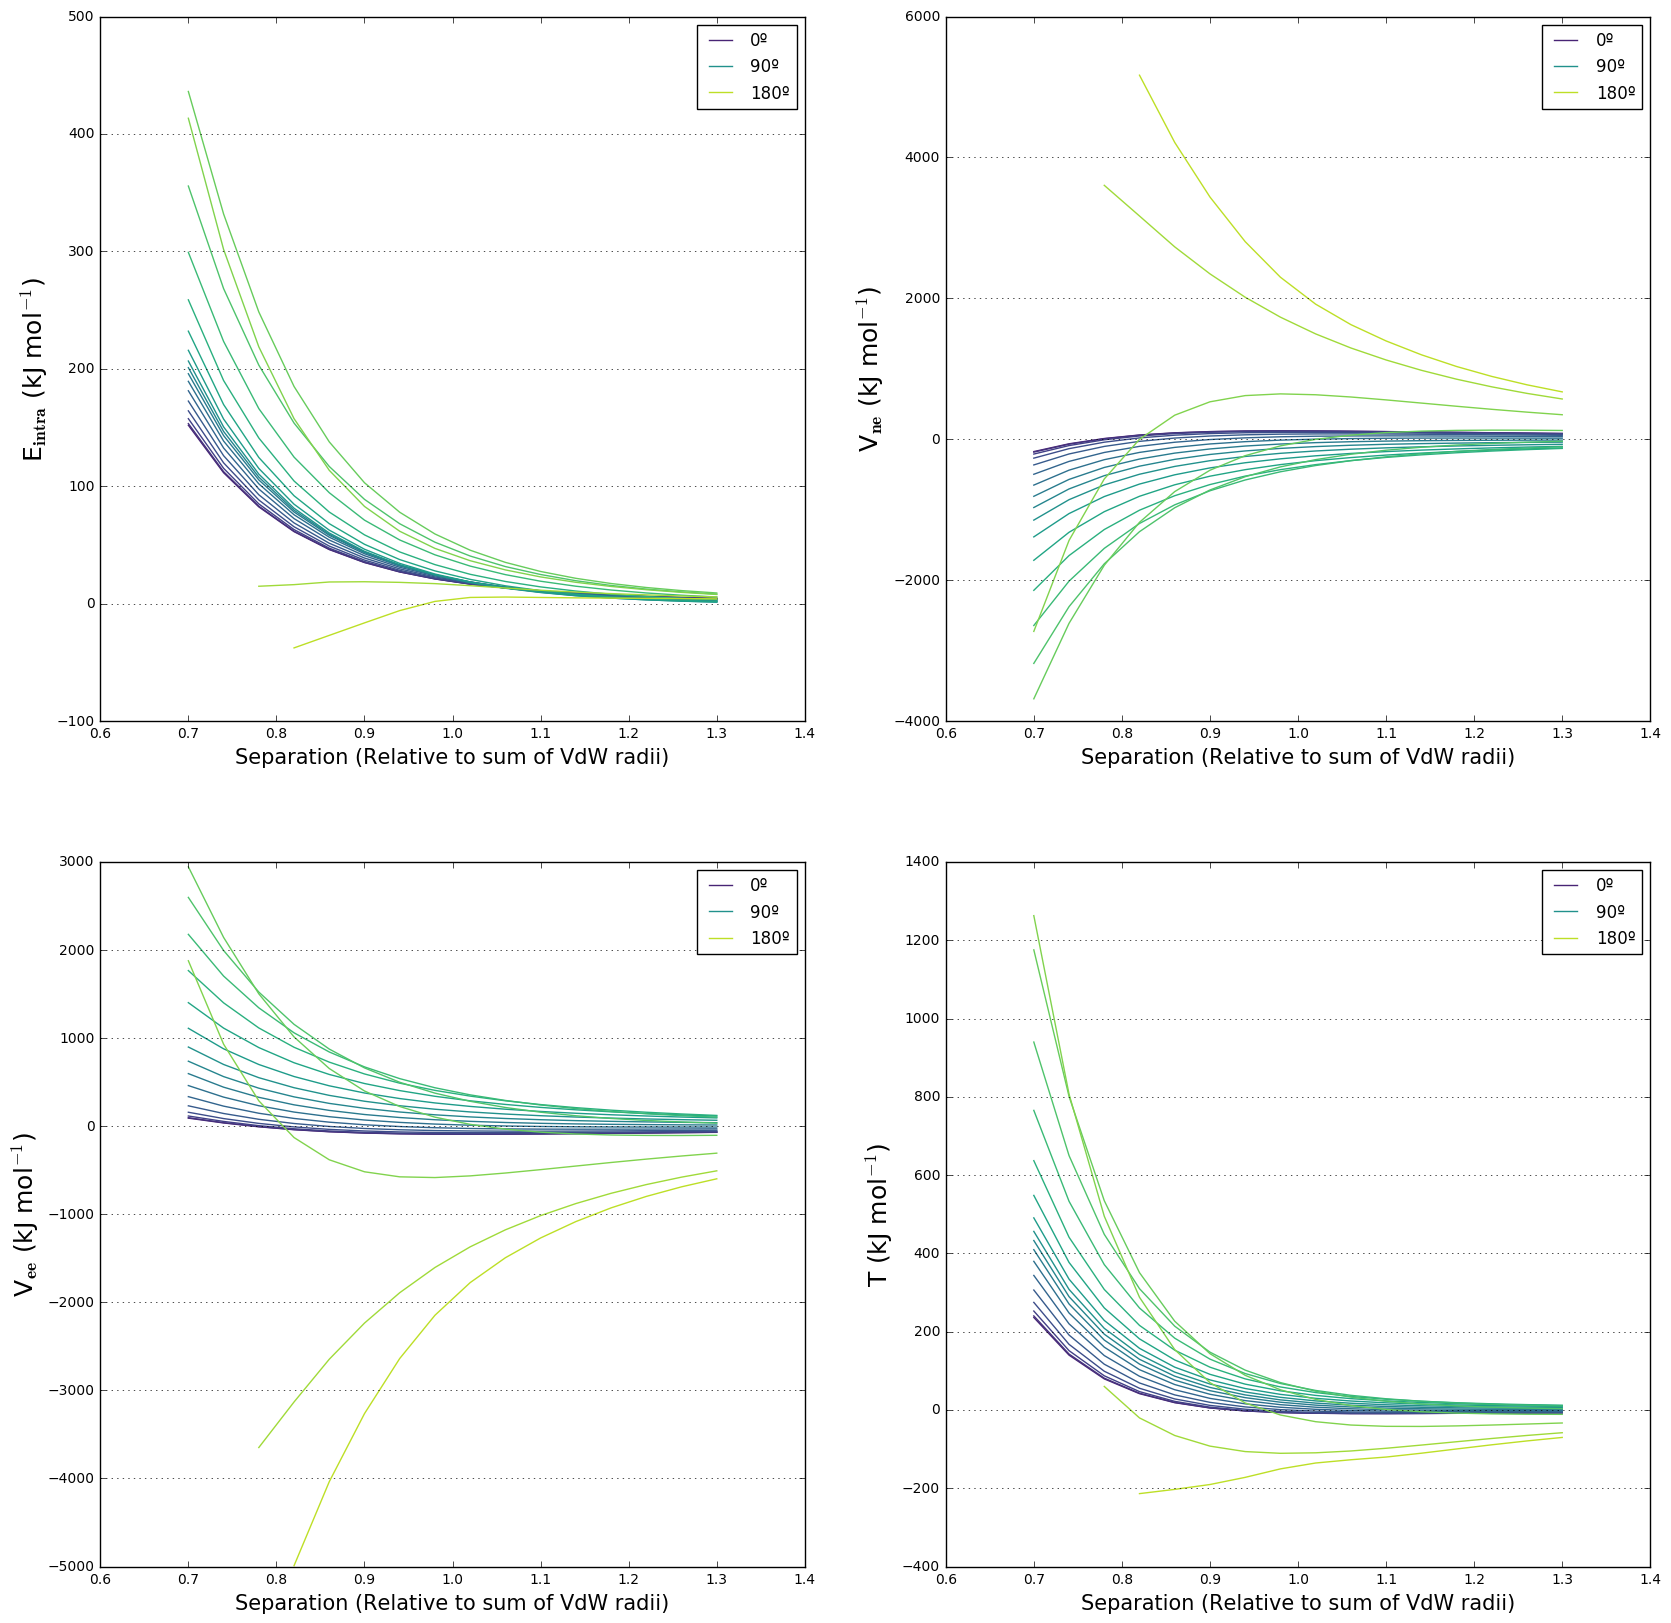 500
400
300
200
100
0
−100
0.6 0.7 0.8 0.9 1.0 1.1 1.2 1.3 1.4
Separation (Relative to sum of VdW radii)
E_intra (kJ mol⁻¹)
0º
90º
180º
6000
4000
2000
0
−2000
−4000
0.6 0.7 0.8 0.9 1.0 1.1 1.2 1.3 1.4
Separation (Relative to sum of VdW radii)
V_ne (kJ mol⁻¹)
0º
90º
180º
3000
2000
1000
0
−1000
−2000
−3000
−4000
−5000
0.6 0.7 0.8 0.9 1.0 1.1 1.2 1.3 1.4
Separation (Relative to sum of VdW radii)
V_ee (kJ mol⁻¹)
0º
90º
180º
1400
1200
1000
800
600
400
200
0
−200
−400
0.6 0.7 0.8 0.9 1.0 1.1 1.2 1.3 1.4
Separation (Relative to sum of VdW radii)
T (kJ mol⁻¹)
0º
90º
180º